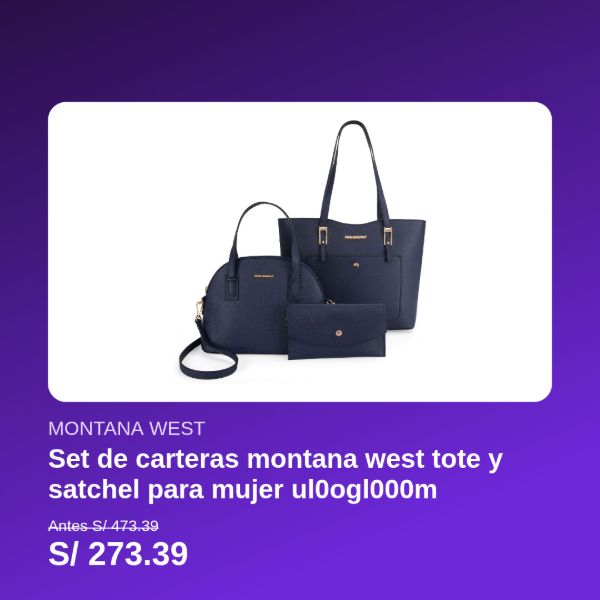 MONTANA WEST
Set de carteras montana west tote y
satchel para mujer ul0ogl000m
Antes S/ 473.39
S/ 273.39